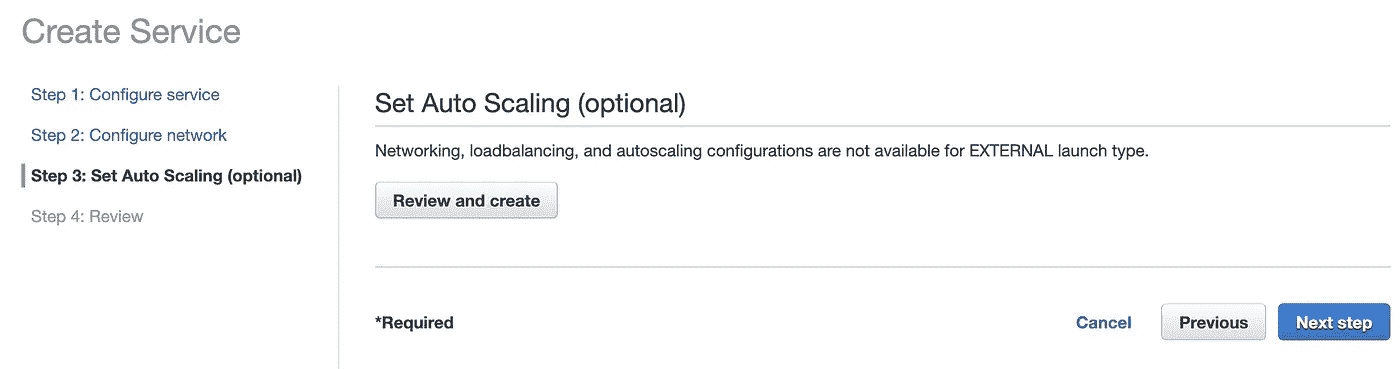 Create Service
Step 1: Configure service
Step 2: Configure network
Step 3: Set Auto Scaling (optional)
Step 4: Review
Set Auto Scaling (optional)
Networking, loadbalancing, and autoscaling configurations are not available for EXTERNAL launch type.
Review and create
*Required
Cancel
Previous
Next step